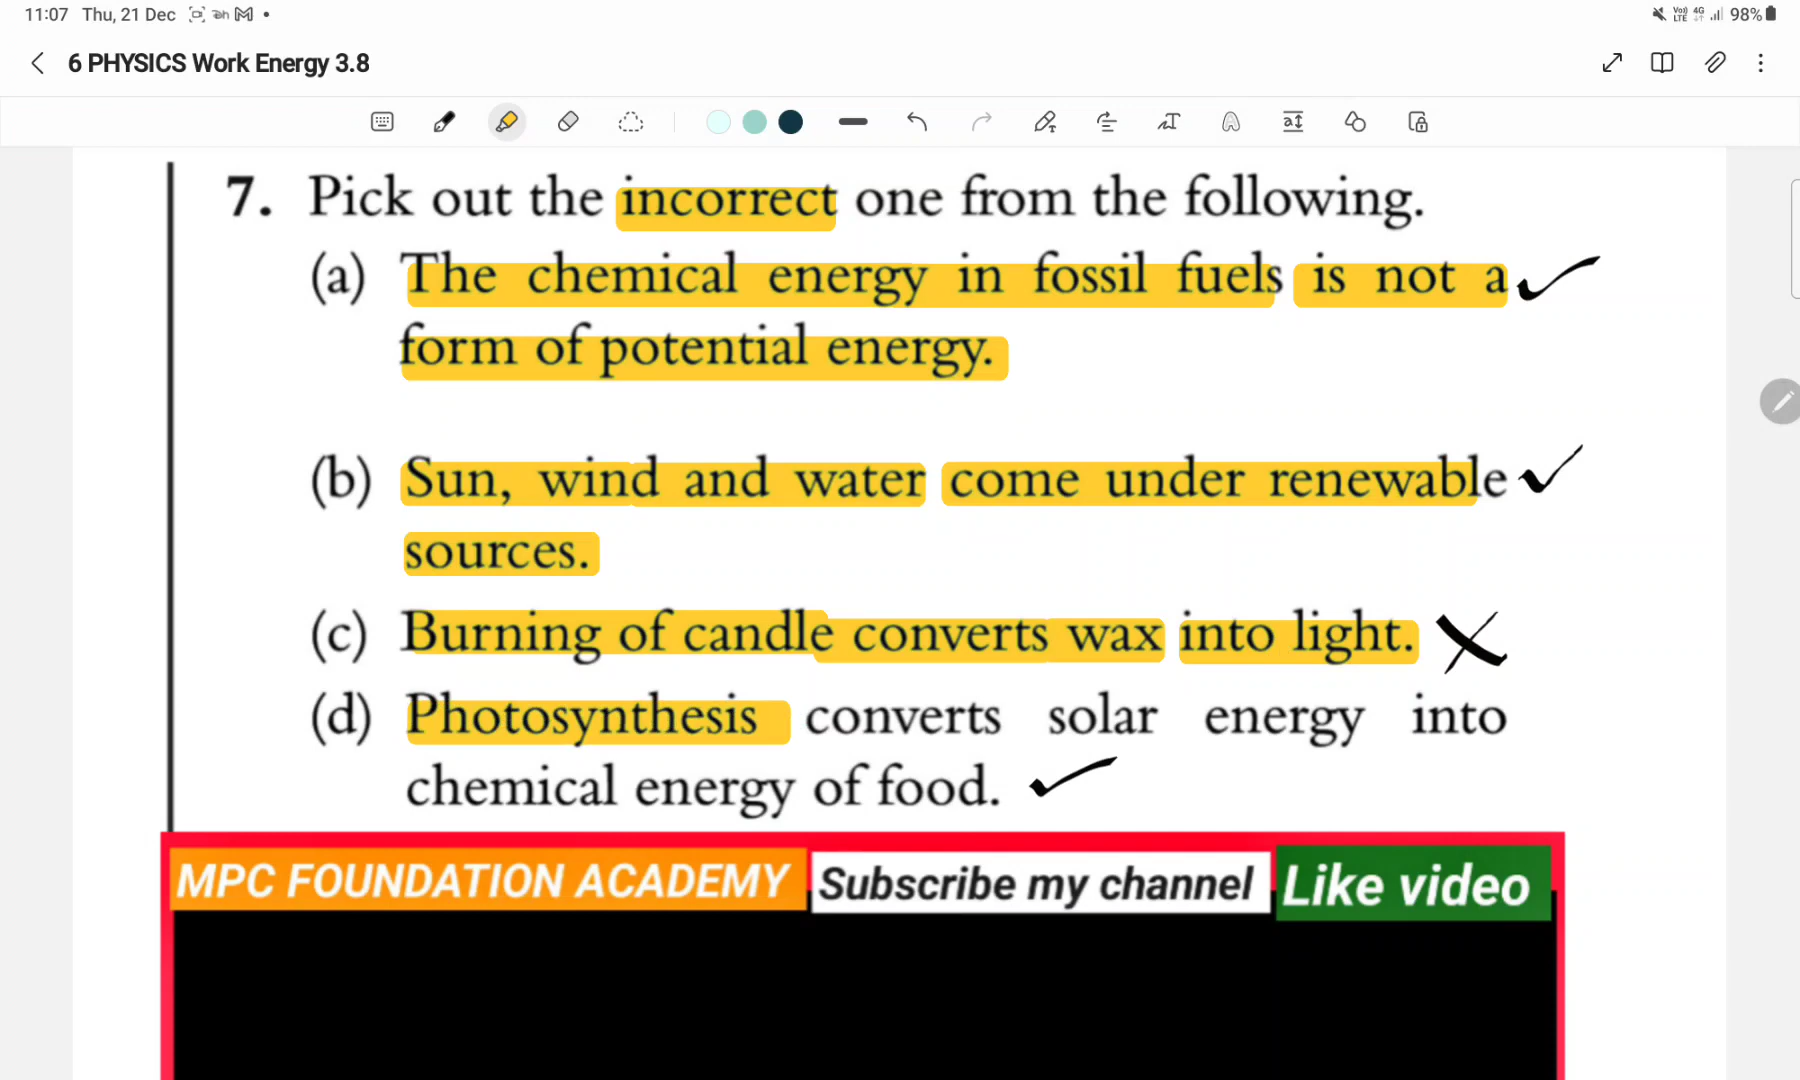 11:07 Thu, 21 Dec 98%
6 PHYSICS Work Energy 3.8
7. Pick out the incorrect one from the following.
(a) The chemical energy in fossil fuels is not a
form of potential energy.
(b) Sun, wind and water come under renewable
sources.
(c) Burning of candle converts wax into light.
(d) Photosynthesis converts solar energy into
chemical energy of food.
MPC FOUNDATION ACADEMY Subscribe my channel Like video